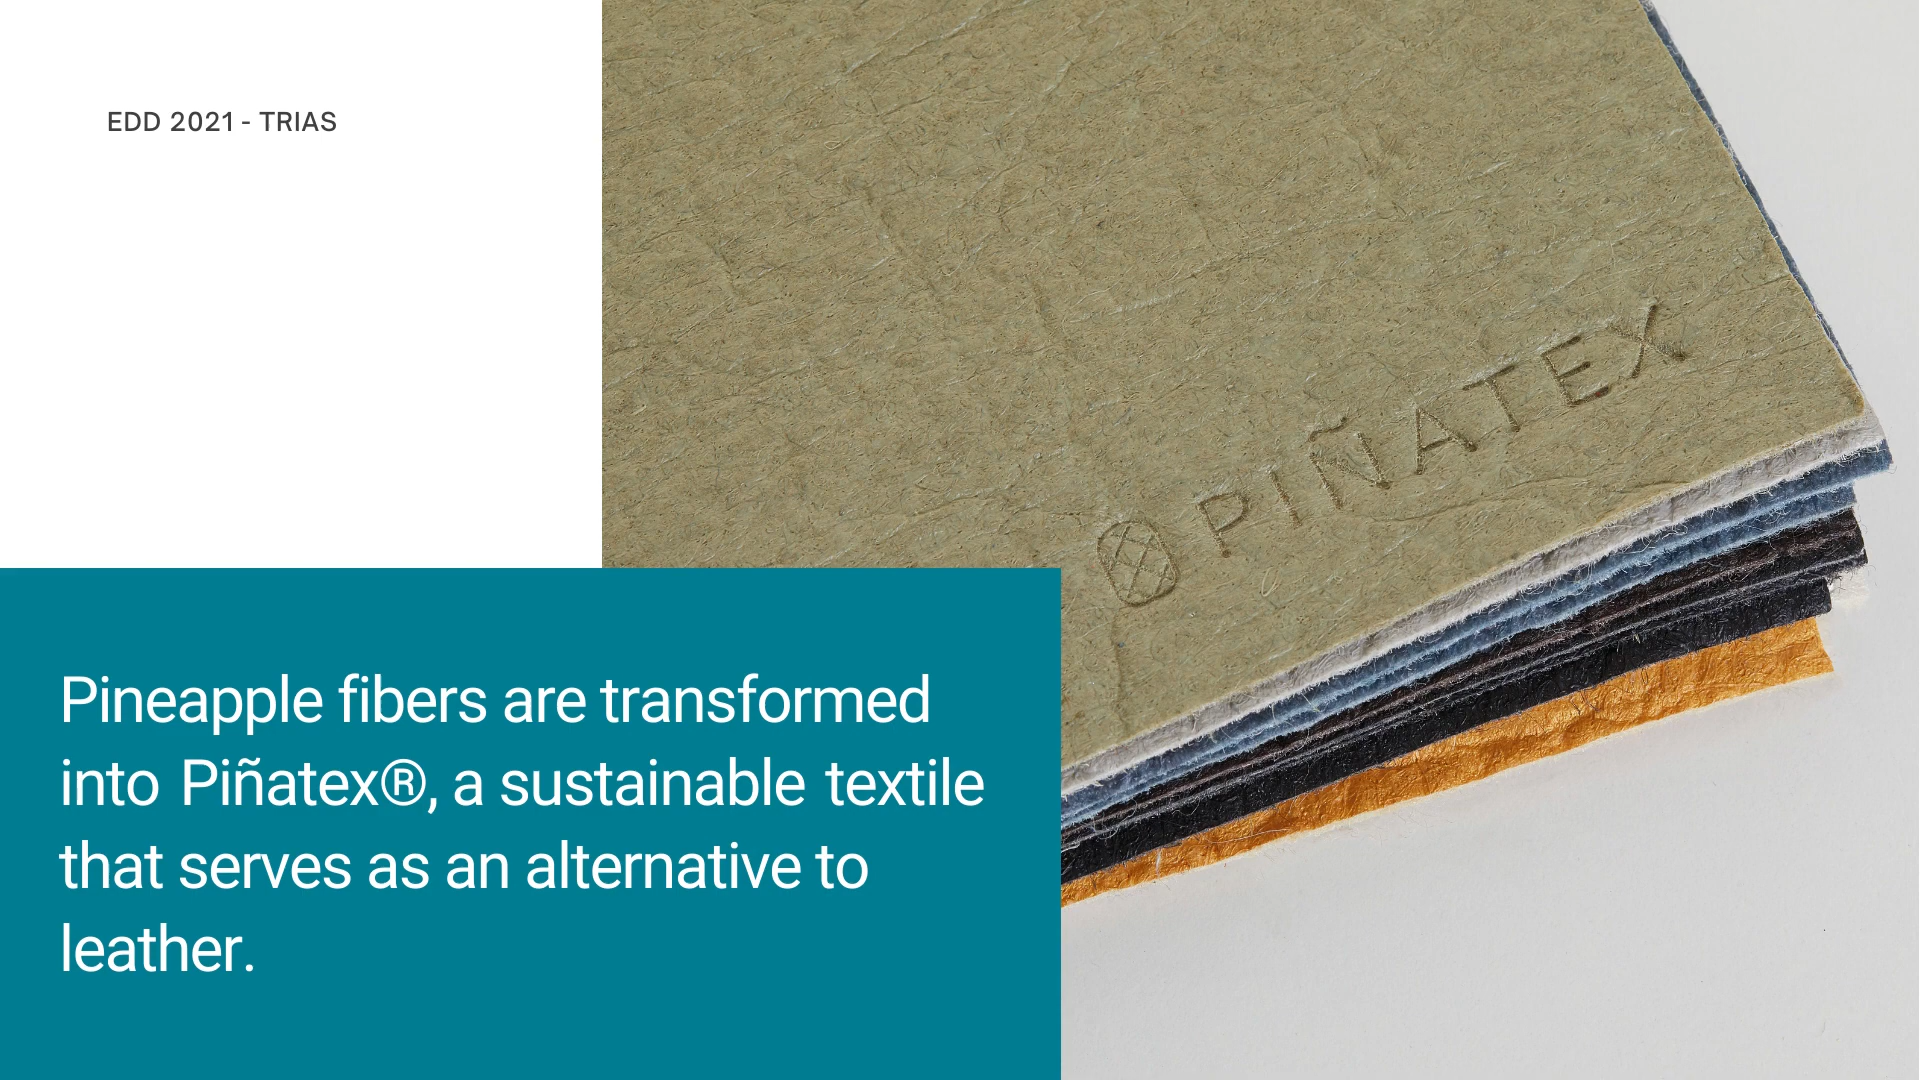 EDD 2021 - TRIAS
PIÑATEX
Pineapple fibers are transformed
into Piñatex®, a sustainable textile
that serves as an alternative to
leather.